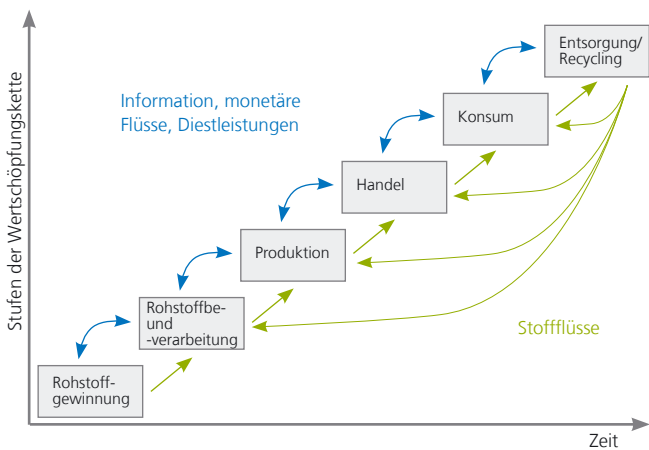 Entsorgung/
Recycling
Information, monetäre
Flüsse, Diestleistungen
Konsum
Handel
Produktion
Rohstoffbe-
und
-verarbeitung
Stoffflüsse
Rohstoff-
gewinnung
Stufen der Wertschöpfungskette
Zeit